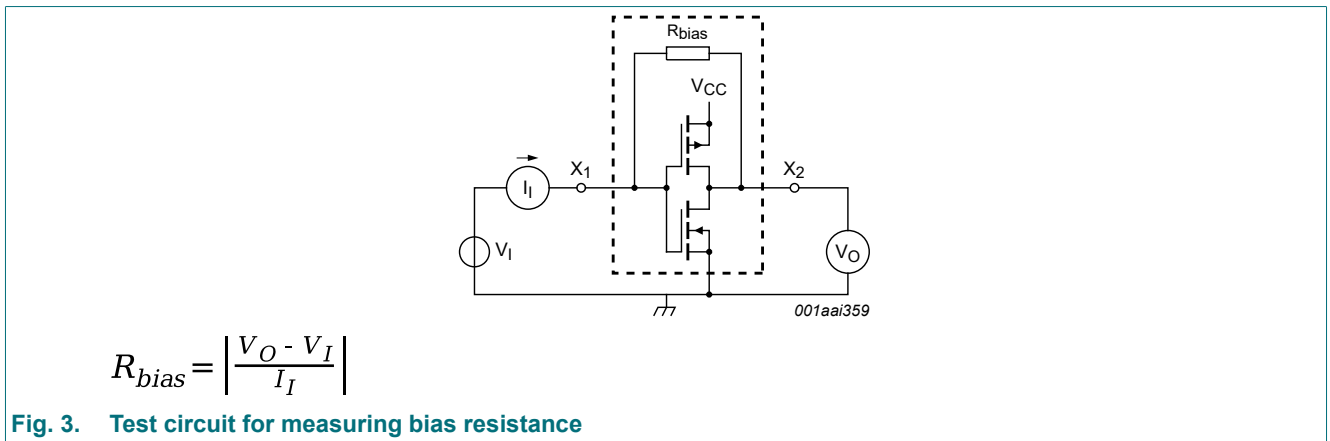 Rbias
VCC
X1
X2
II
VI
VO
001aai359
Rbias = | VO - VI / II |
Fig. 3. Test circuit for measuring bias resistance